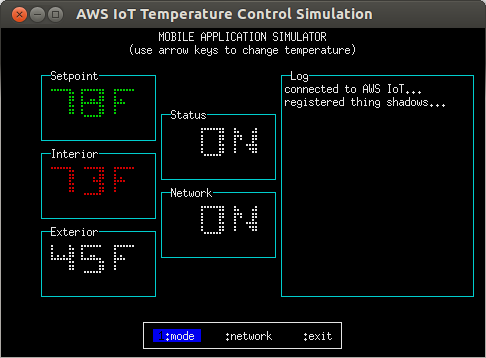 AWS IoT Temperature Control Simulation
MOBILE APPLICATION SIMULATOR
(use arrow keys to change temperature)
Setpoint
78F
Interior
73F
Exterior
45F
Status
ON
Network
ON
Log
connected to AWS IoT...
registered thing shadows...
:mode :network :exit